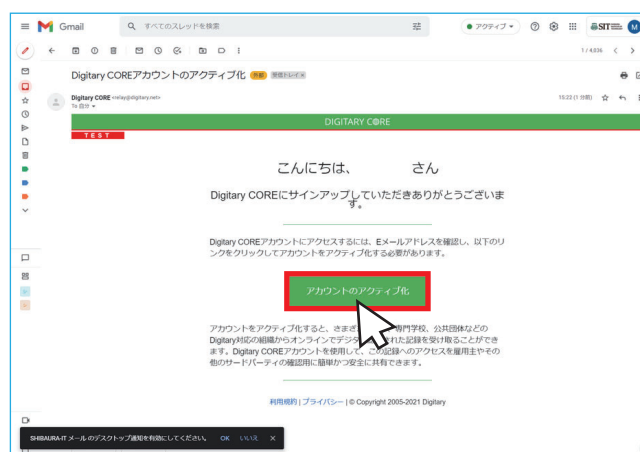 Gmail
すべてのスレッドを検索
アクティブ
SIT
M
1 / 4,836
Digitary COREアカウントのアクティブ化 外部 受信トレイ ×
Digitary CORE <relay@digitary.net>
15:22 (1 分前)
To 自分
DIGITARY CORE
TEST
こんにちは、 さん
Digitary COREにサインアップしていただきありがとうございま
す。
Digitary COREアカウントにアクセスするには、Eメールアドレスを確認し、以下のリ
ンクをクリックしてアカウントをアクティブ化する必要があります。
アカウントのアクティブ化
アカウントをアクティブ化すると、さまざ 専門学校、公共団体などの
Digitary対応の組織からオンラインでデジタ された記録を受け取ることができ
ます。Digitary COREアカウントを使用して、この記録へのアクセスを雇用主やその
他のサードパーティの確認用に簡単かつ安全に共有できます。
利用規約 | プライバシー | © Copyright 2005-2021 Digitary
SHIBAURA-IT メール のデスクトップ通知を有効にしてください。 OK いいえ ×